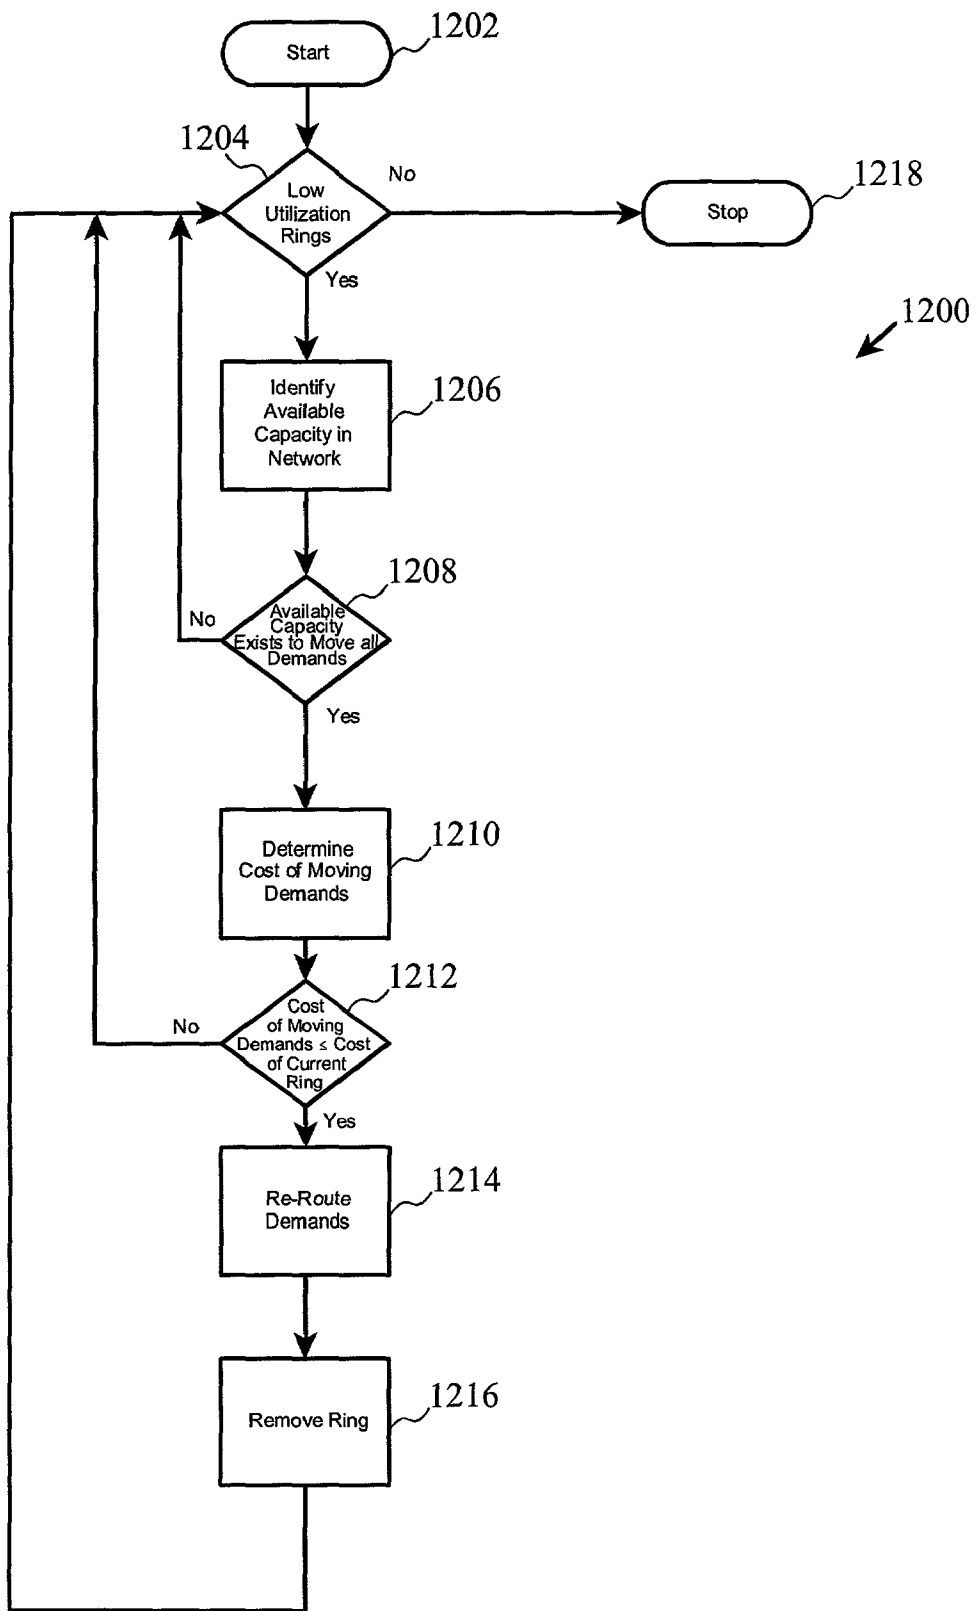 Start
1202
1204
Low
Utilization
Rings
No
Yes
Stop
1218
1200
Identify
Available
Capacity in
Network
1206
1208
Available
Capacity
Exists to Move all
Demands
No
Yes
Determine
Cost of Moving
Demands
1210
1212
Cost
of Moving
Demands ≤ Cost
of Current
Ring
No
Yes
Re-Route
Demands
1214
Remove Ring
1216